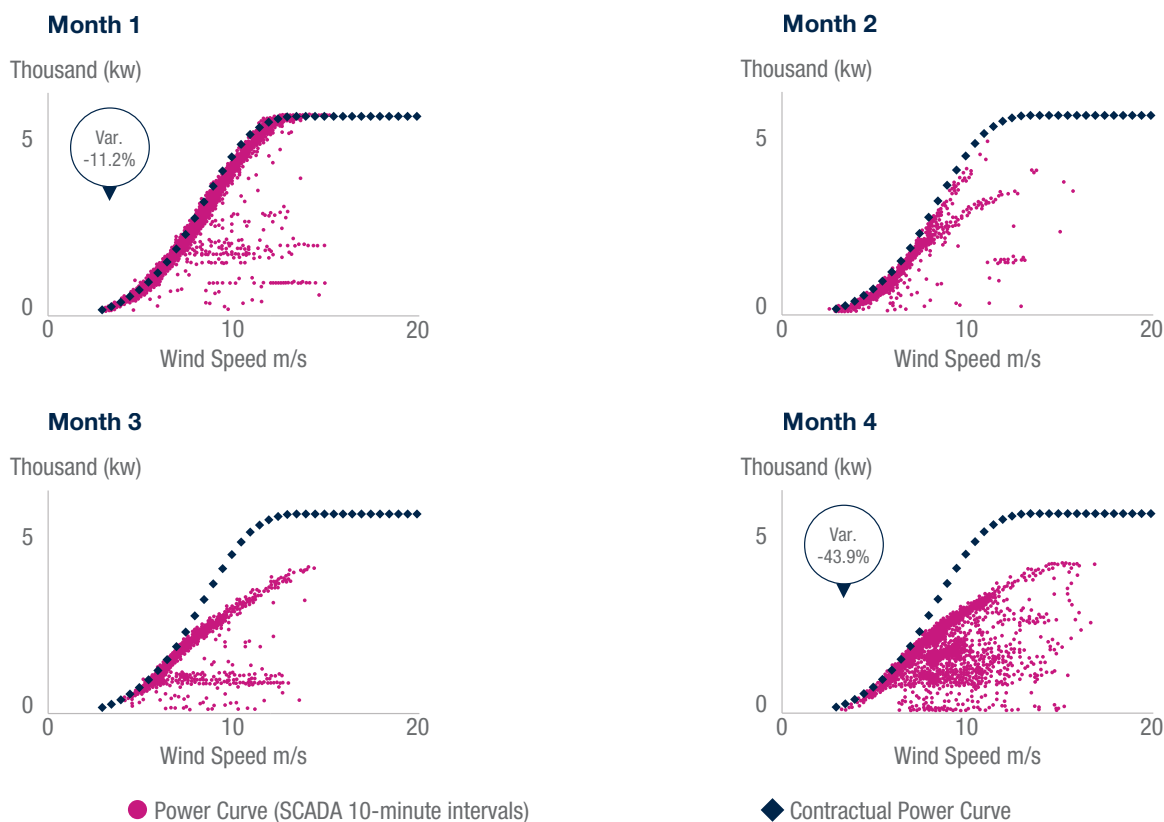 Month 1
Thousand (kw)
5
0
Var.
-11.2%
0
10
20
Wind Speed m/s
Month 2
Thousand (kw)
5
0
0
10
20
Wind Speed m/s
Month 3
Thousand (kw)
5
0
0
10
20
Wind Speed m/s
Month 4
Thousand (kw)
5
0
Var.
-43.9%
0
10
20
Wind Speed m/s
Power Curve (SCADA 10-minute intervals)
Contractual Power Curve